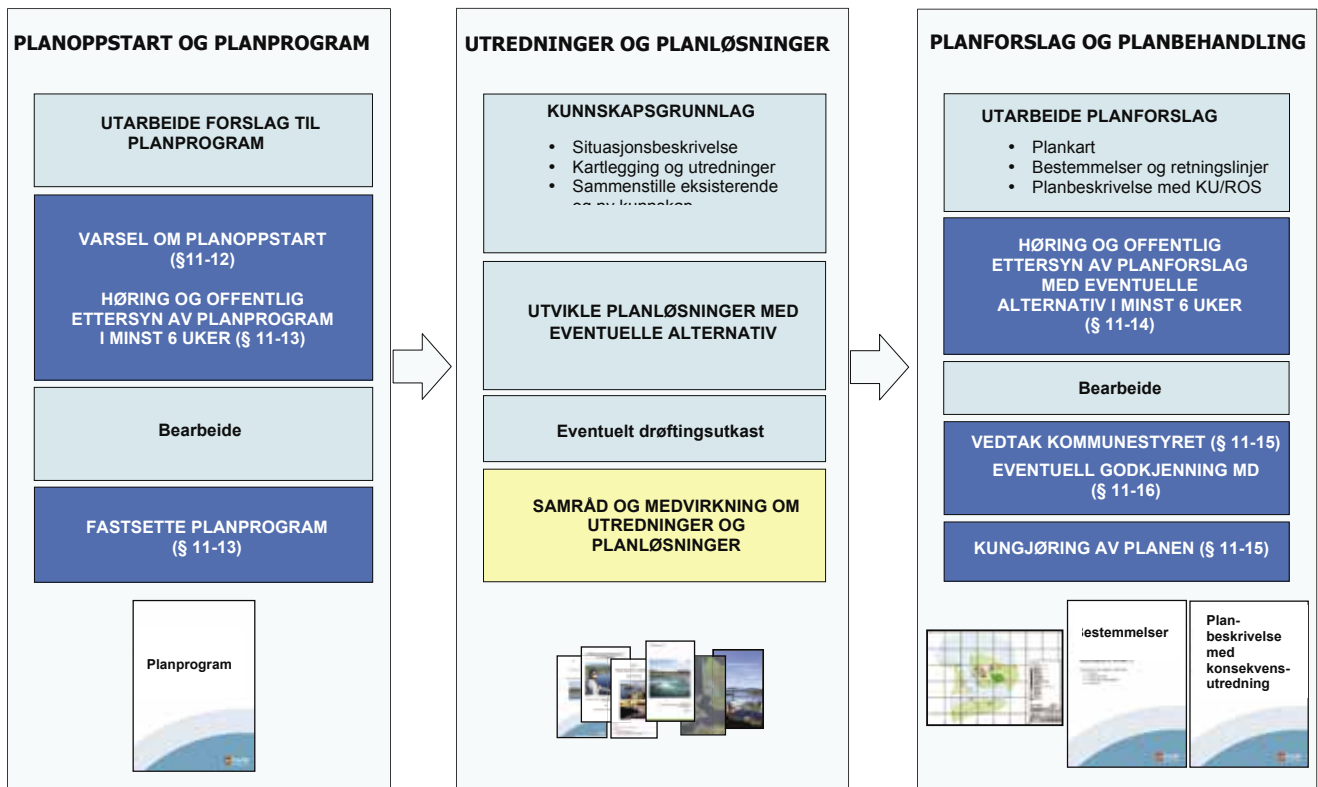 PLANOPPSTART OG PLANPROGRAM
UTARBEIDE FORSLAG TIL
PLANPROGRAM
VARSEL OM PLANOPPSTART
(§11-12)
HØRING OG OFFENTLIG
ETTERSYN AV PLANPROGRAM
I MINST 6 UKER (§ 11-13)
Bearbeide
FASTSETTE PLANPROGRAM
(§ 11-13)
Planprogram
UTREDNINGER OG PLANLØSNINGER
KUNNSKAPSGRUNNLAG
• Situasjonsbeskrivelse
• Kartlegging og utredninger
• Sammenstille eksisterende
og ny kunnskap
UTVIKLE PLANLØSNINGER MED
EVENTUELLE ALTERNATIV
Eventuelt drøftingsutkast
SAMRÅD OG MEDVIRKNING OM
UTREDNINGER OG
PLANLØSNINGER
PLANFORSLAG OG PLANBEHANDLING
UTARBEIDE PLANFORSLAG
• Plankart
• Bestemmelser og retningslinjer
• Planbeskrivelse med KU/ROS
HØRING OG OFFENTLIG
ETTERSYN AV PLANFORSLAG
MED EVENTUELLE
ALTERNATIV I MINST 6 UKER
(§ 11-14)
Bearbeide
VEDTAK KOMMUNESTYRET (§ 11-15)
EVENTUELL GODKJENNING MD
(§ 11-16)
KUNGJØRING AV PLANEN (§ 11-15)
estemmelser
Plan-
beskrivelse
med
konsekvens-
utredning